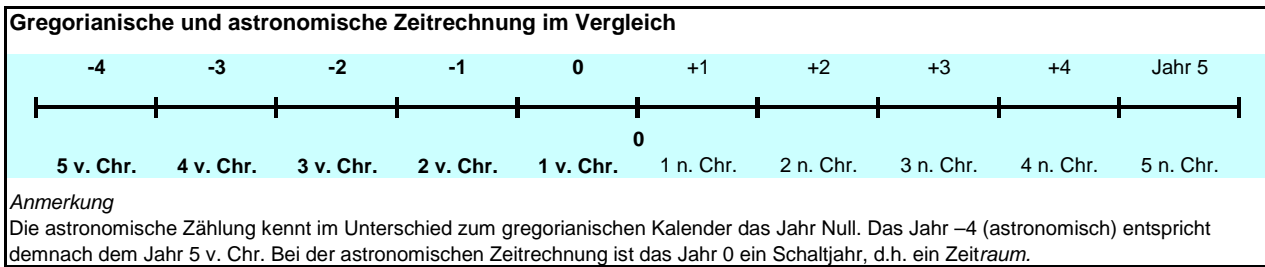 Gregorianische und astronomische Zeitrechnung im Vergleich
-4 -3 -2 -1 0 +1 +2 +3 +4 Jahr 5
0
5 v. Chr. 4 v. Chr. 3 v. Chr. 2 v. Chr. 1 v. Chr. 1 n. Chr. 2 n. Chr. 3 n. Chr. 4 n. Chr. 5 n. Chr.
Anmerkung
Die astronomische Zählung kennt im Unterschied zum gregorianischen Kalender das Jahr Null. Das Jahr –4 (astronomisch) entspricht
demnach dem Jahr 5 v. Chr. Bei der astronomischen Zeitrechnung ist das Jahr 0 ein Schaltjahr, d.h. ein Zeitraum.